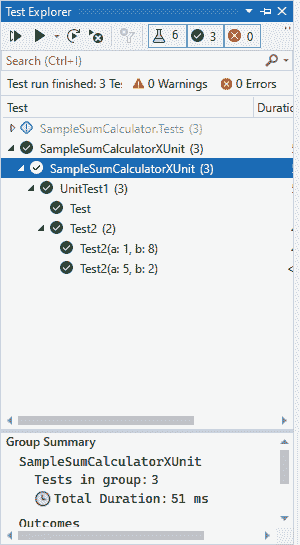 Test Explorer
6 3 0
Search (Ctrl+I)
Test run finished: 3 Tes 0 Warnings 0 Errors
Test Duratio
SampleSumCalculator.Tests (3)
SampleSumCalculatorXUnit (3)
SampleSumCalculatorXUnit (3)
UnitTest1 (3)
Test
Test2 (2)
Test2(a: 1, b: 8)
Test2(a: 5, b: 2) <
Group Summary
SampleSumCalculatorXUnit
Tests in group: 3
Total Duration: 51 ms
Outcomes